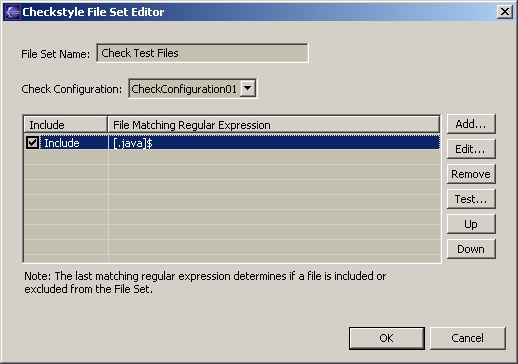 Checkstyle File Set Editor
File Set Name: Check Test Files
Check Configuration: CheckConfiguration01
Include File Matching Regular Expression
Include [.java]$
Add...
Edit...
Remove
Test...
Up
Down
Note: The last matching regular expression determines if a file is included or
excluded from the File Set.
OK Cancel